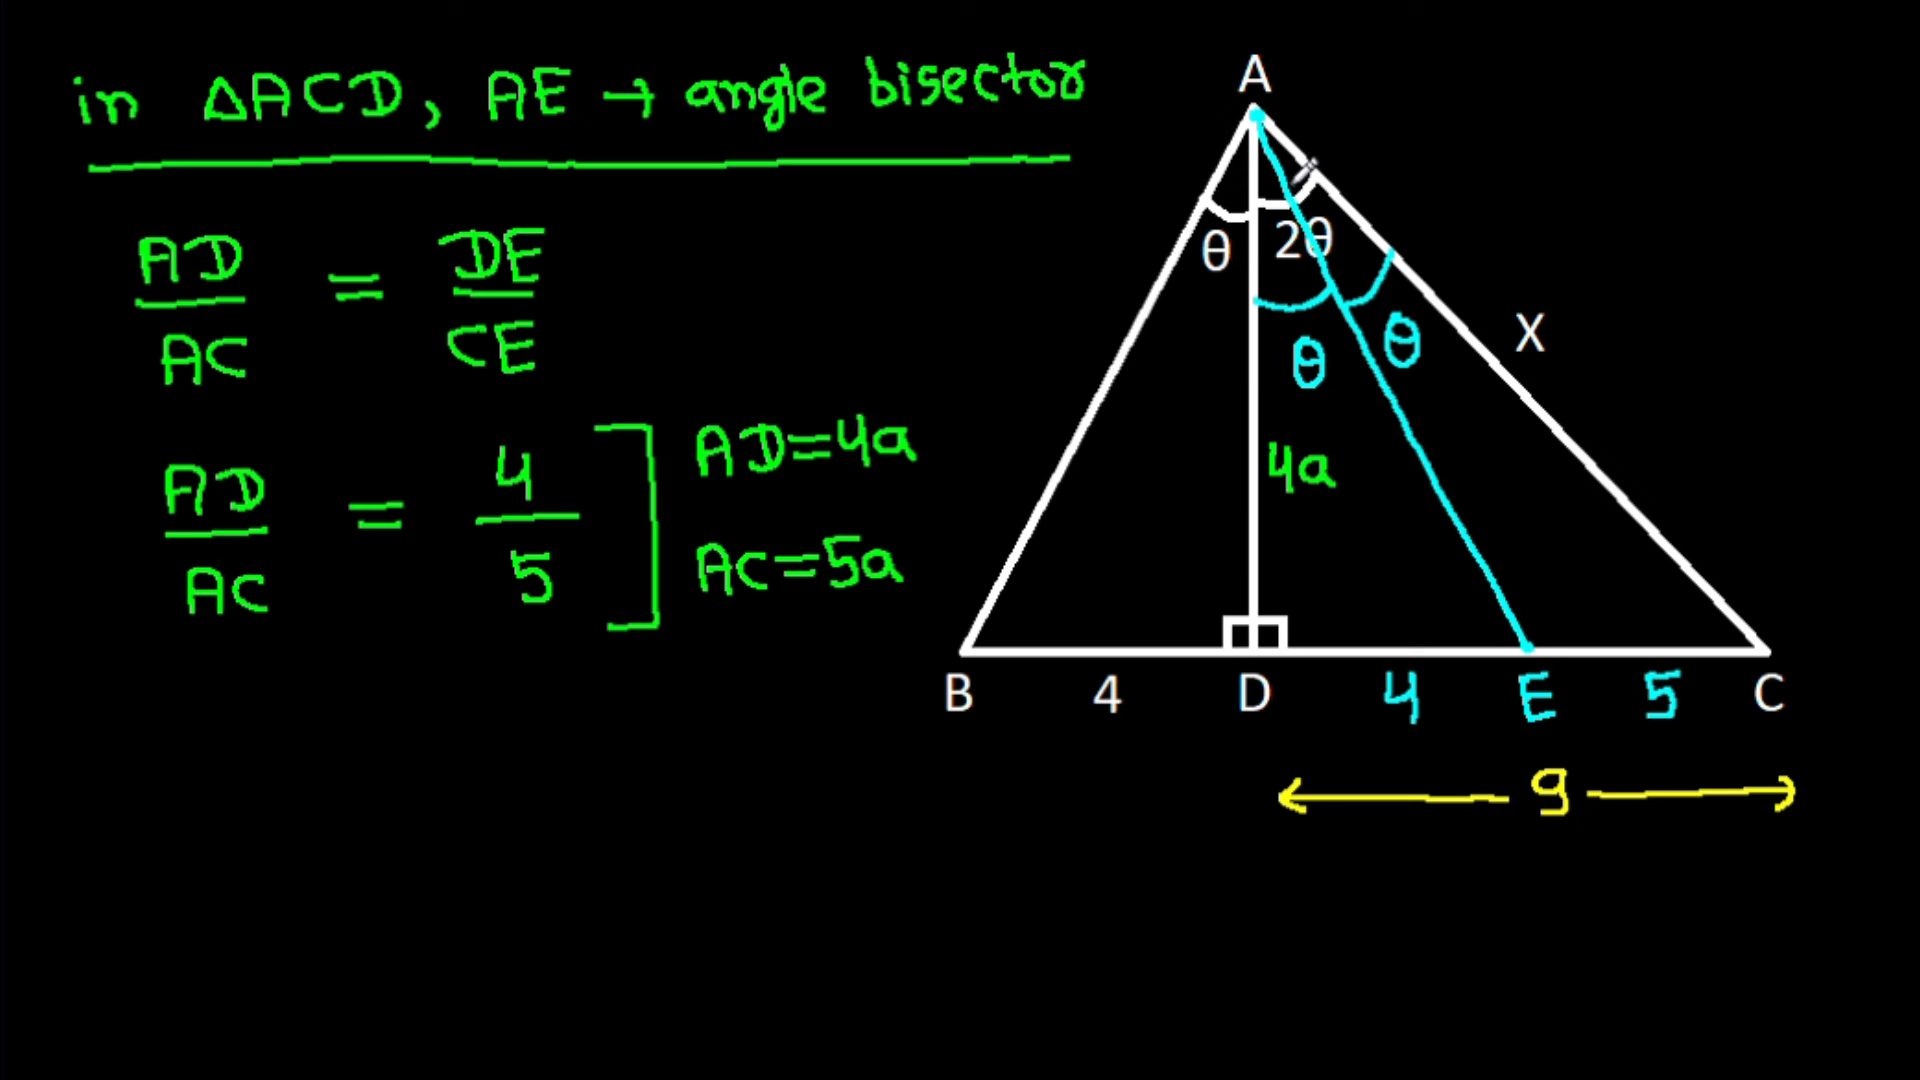 in ΔACD, AE → angle bisector
AD/AC = DE/CE
AD/AC = 4/5 ] AD=4a
AC=5a
A
θ 2θ
θ θ
X
4a
B 4 D 4 E 5 C
9